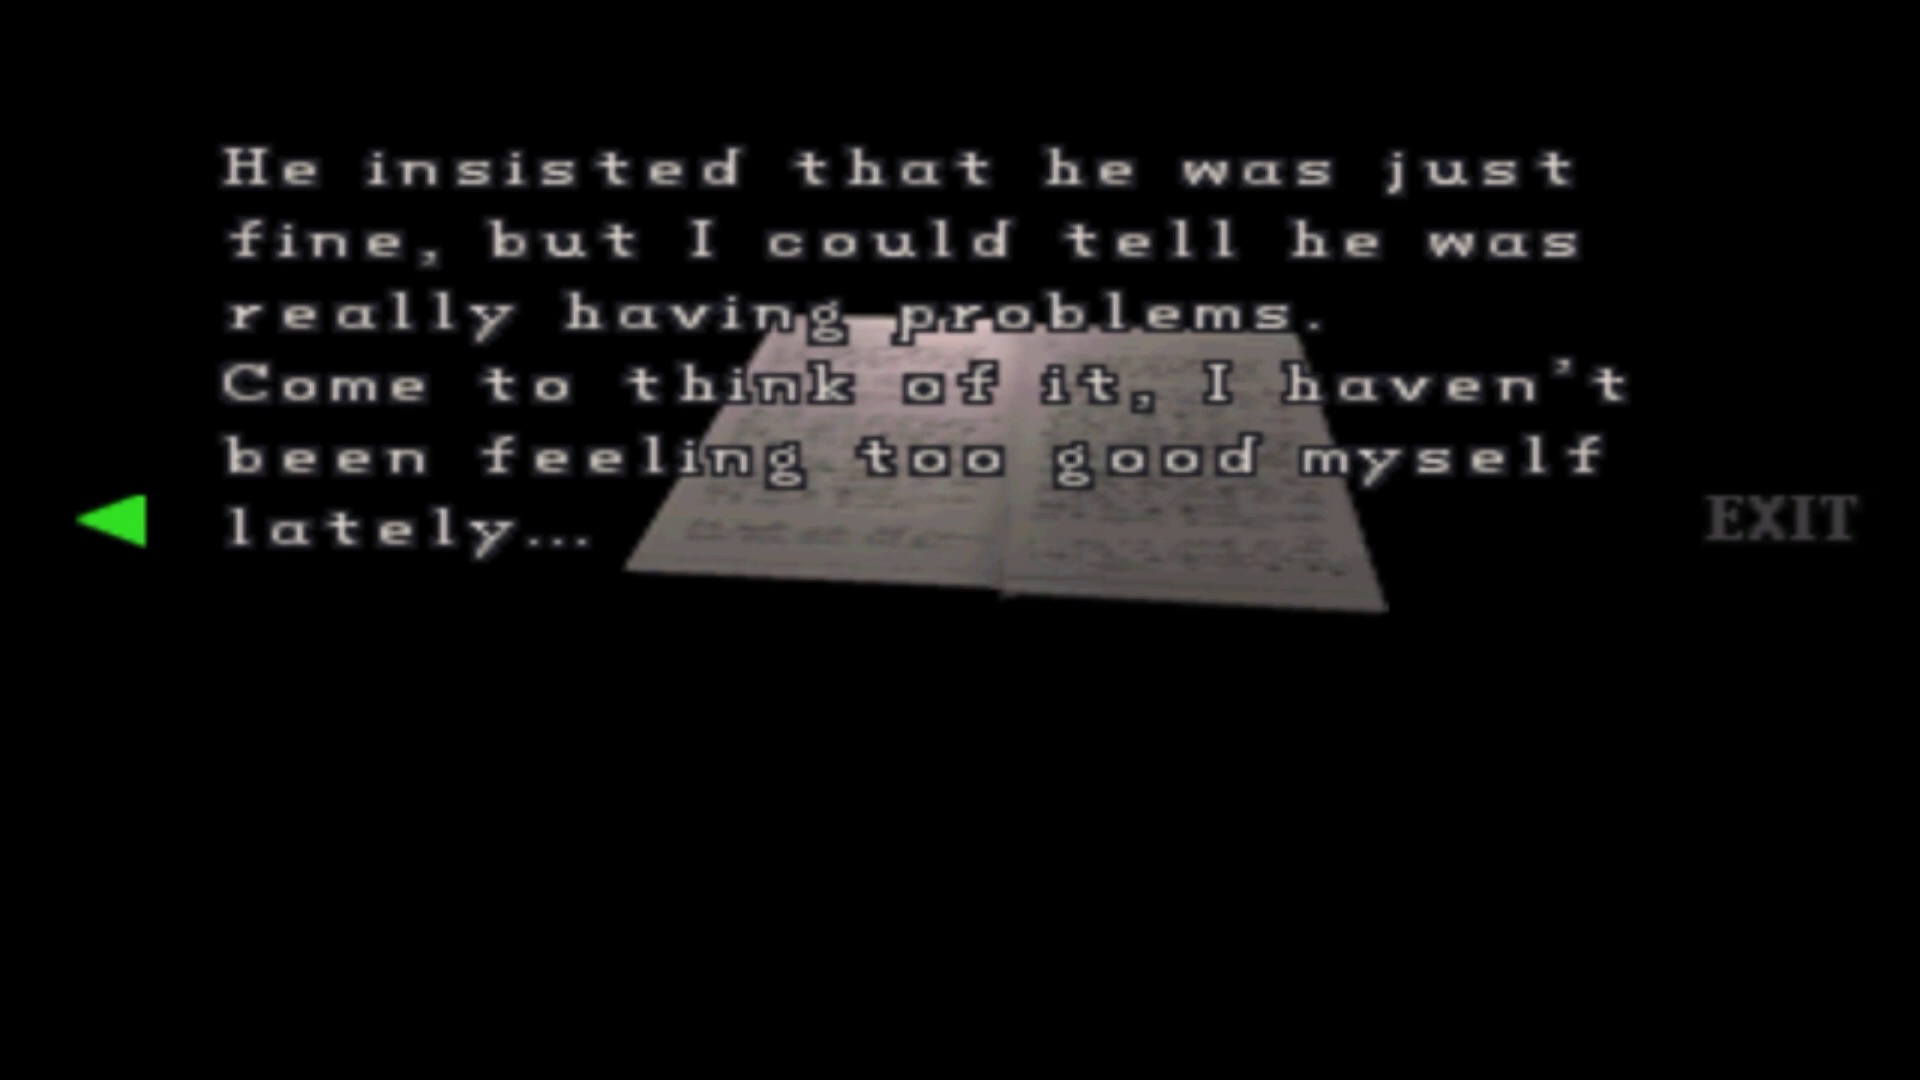 He insisted that he was just
fine, but I could tell he was
really having problems.
Come to think of it, I haven't
been feeling too good myself
lately...
EXIT